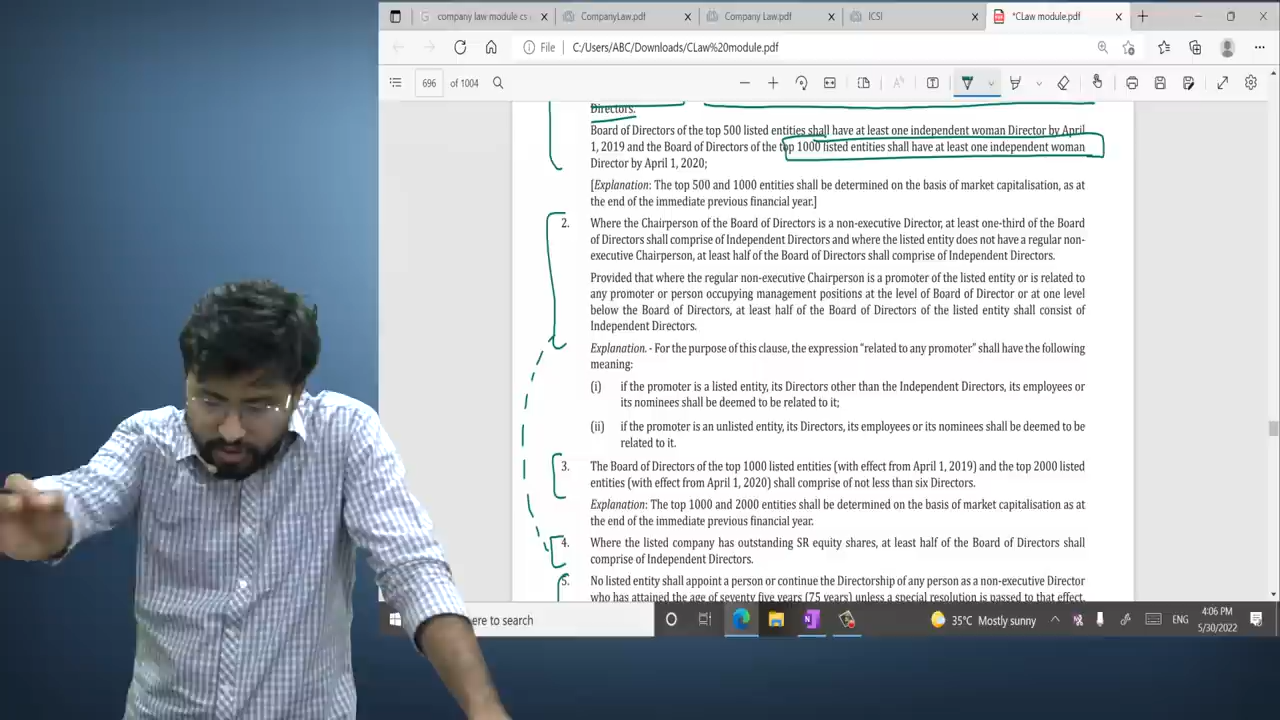 company law module cs
CompanyLaw.pdf
Company Law.pdf
ICSI
*CLaw module.pdf
File
C:/Users/ABC/Downloads/CLaw%20module.pdf
696 of 1004
Directors.
Board of Directors of the top 500 listed entities shall have at least one independent woman Director by April
1, 2019 and the Board of Directors of the top 1000 listed entities shall have at least one independent woman
Director by April 1, 2020;
[Explanation: The top 500 and 1000 entities shall be determined on the basis of market capitalisation, as at
the end of the immediate previous financial year.]
2. Where the Chairperson of the Board of Directors is a non-executive Director, at least one-third of the Board
of Directors shall comprise of Independent Directors and where the listed entity does not have a regular non-
executive Chairperson, at least half of the Board of Directors shall comprise of Independent Directors.
Provided that where the regular non-executive Chairperson is a promoter of the listed entity or is related to
any promoter or person occupying management positions at the level of Board of Director or at one level
below the Board of Directors, at least half of the Board of Directors of the listed entity shall consist of
Independent Directors.
Explanation. - For the purpose of this clause, the expression “related to any promoter” shall have the following
meaning:
(i) if the promoter is a listed entity, its Directors other than the Independent Directors, its employees or
its nominees shall be deemed to be related to it;
(ii) if the promoter is an unlisted entity, its Directors, its employees or its nominees shall be deemed to be
related to it.
3. The Board of Directors of the top 1000 listed entities (with effect from April 1, 2019) and the top 2000 listed
entities (with effect from April 1, 2020) shall comprise of not less than six Directors.
Explanation: The top 1000 and 2000 entities shall be determined on the basis of market capitalisation as at
the end of the immediate previous financial year.
4. Where the listed company has outstanding SR equity shares, at least half of the Board of Directors shall
comprise of Independent Directors.
5. No listed entity shall appoint a person or continue the Directorship of any person as a non-executive Director
who has attained the age of seventy five years (75 years) unless a special resolution is passed to that effect,
ere to search
35°C Mostly sunny
ENG
4:06 PM
5/30/2022